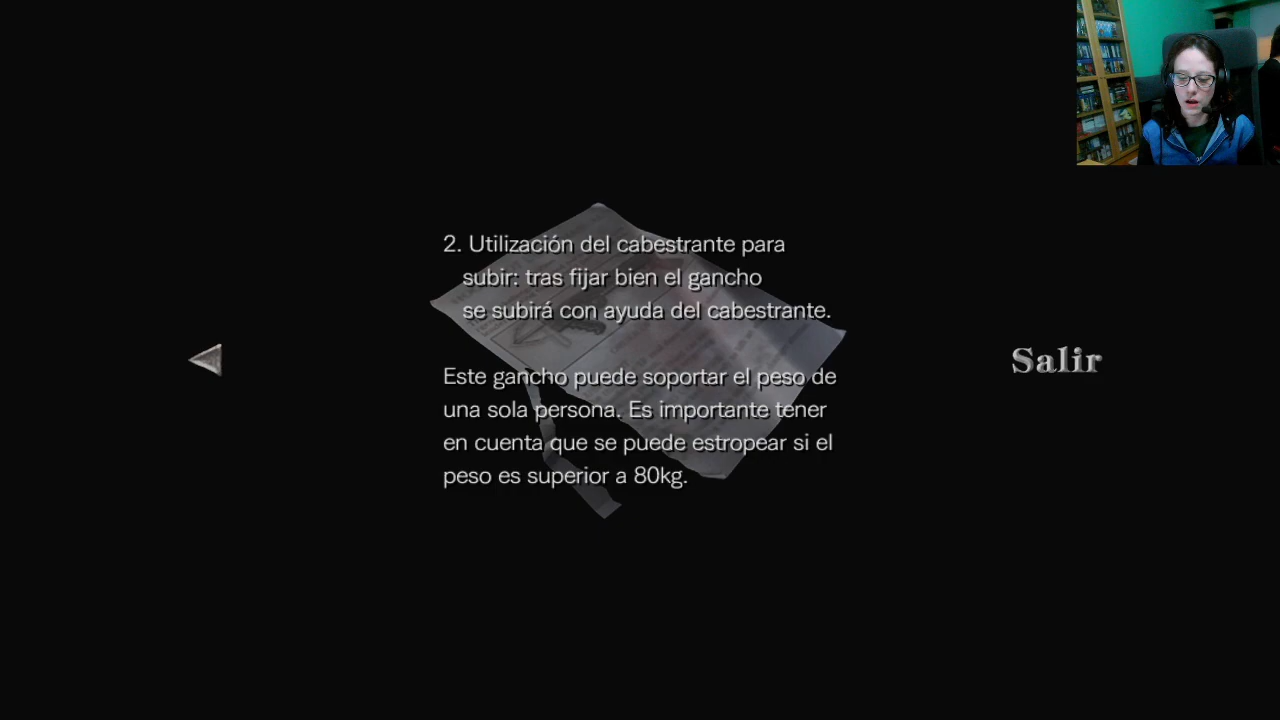 2. Utilización del cabestrante para
subir: tras fijar bien el gancho
se subirá con ayuda del cabestrante.
Este gancho puede soportar el peso de
una sola persona. Es importante tener
en cuenta que se puede estropear si el
peso es superior a 80kg.
Salir